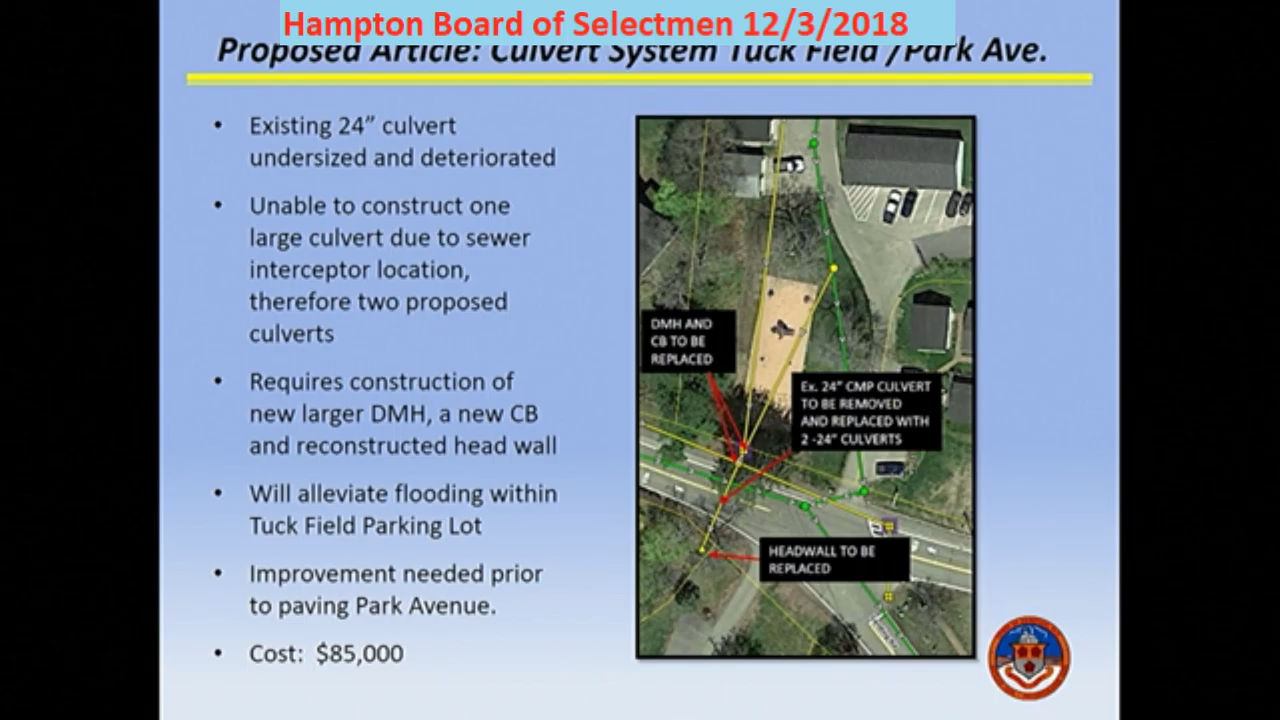 Hampton Board of Selectmen 12/3/2018
Proposed Article: Culvert System Tuck Field /Park Ave.
• Existing 24” culvert
undersized and deteriorated
• Unable to construct one
large culvert due to sewer
interceptor location,
therefore two proposed
culverts
• Requires construction of
new larger DMH, a new CB
and reconstructed head wall
• Will alleviate flooding within
Tuck Field Parking Lot
• Improvement needed prior
to paving Park Avenue.
• Cost: $85,000
DMH AND
CB TO BE
REPLACED
Ex. 24” CMP CULVERT
TO BE REMOVED
AND REPLACED WITH
2 -24” CULVERTS
HEADWALL TO BE
REPLACED